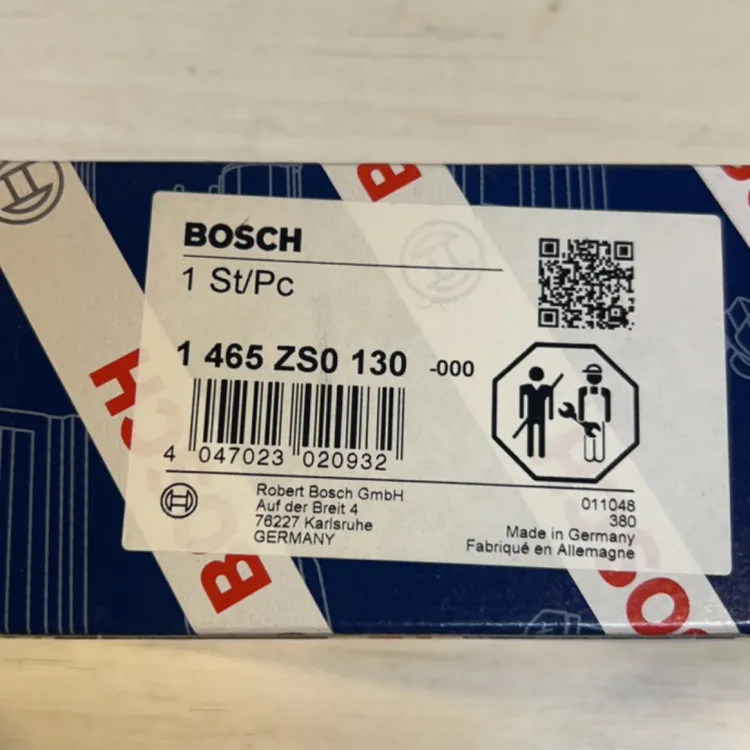 BOSCH
1 St/Pc
1 465 ZS0 130 -000
4 047023 020932
Robert Bosch GmbH
Auf der Breit 4
76227 Karlsruhe
GERMANY
011048
380
Made in Germany
Fabriqué en Allemagne